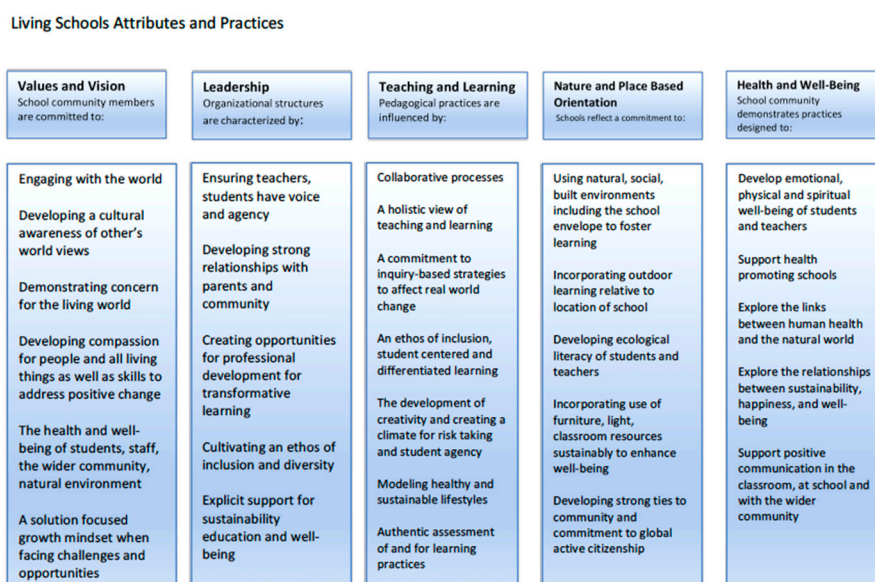 Living Schools Attributes and Practices
Values and Vision
School community members
are committed to:
Leadership
Organizational structures
are characterized by:
Teaching and Learning
Pedagogical practices are
influenced by:
Nature and Place Based
Orientation
Schools reflect a commitment to:
Health and Well-Being
School community
demonstrates practices
designed to:
Engaging with the world
Developing a cultural
awareness of other's
world views
Demonstrating concern
for the living world
Developing compassion
for people and all living
things as well as skills to
address positive change
The health and well-
being of students, staff,
the wider community,
natural environment
A solution focused
growth mindset when
facing challenges and
opportunities
Ensuring teachers,
students have voice
and agency
Developing strong
relationships with
parents and
community
Creating opportunities
for professional
development for
transformative
learning
Cultivating an ethos of
inclusion and diversity
Explicit support for
sustainability
education and well-
being
Collaborative processes
A holistic view of
teaching and learning
A commitment to
inquiry-based strategies
to affect real world
change
An ethos of inclusion,
student centered and
differentiated learning
The development of
creativity and creating a
climate for risk taking
and student agency
Modeling healthy and
sustainable lifestyles
Authentic assessment
of and for learning
practices
Using natural, social,
built environments
including the school
envelope to foster
learning
Incorporating outdoor
learning relative to
location of school
Developing ecological
literacy of students and
teachers
Incorporating use of
furniture, light,
classroom resources
sustainably to enhance
well-being
Developing strong ties to
community and
commitment to global
active citizenship
Develop emotional,
physical and spiritual
well-being of students
and teachers
Support health
promoting schools
Explore the links
between human health
and the natural world
Explore the relationships
between sustainability,
happiness, and well-
being
Support positive
communication in the
classroom, at school and
with the wider
community